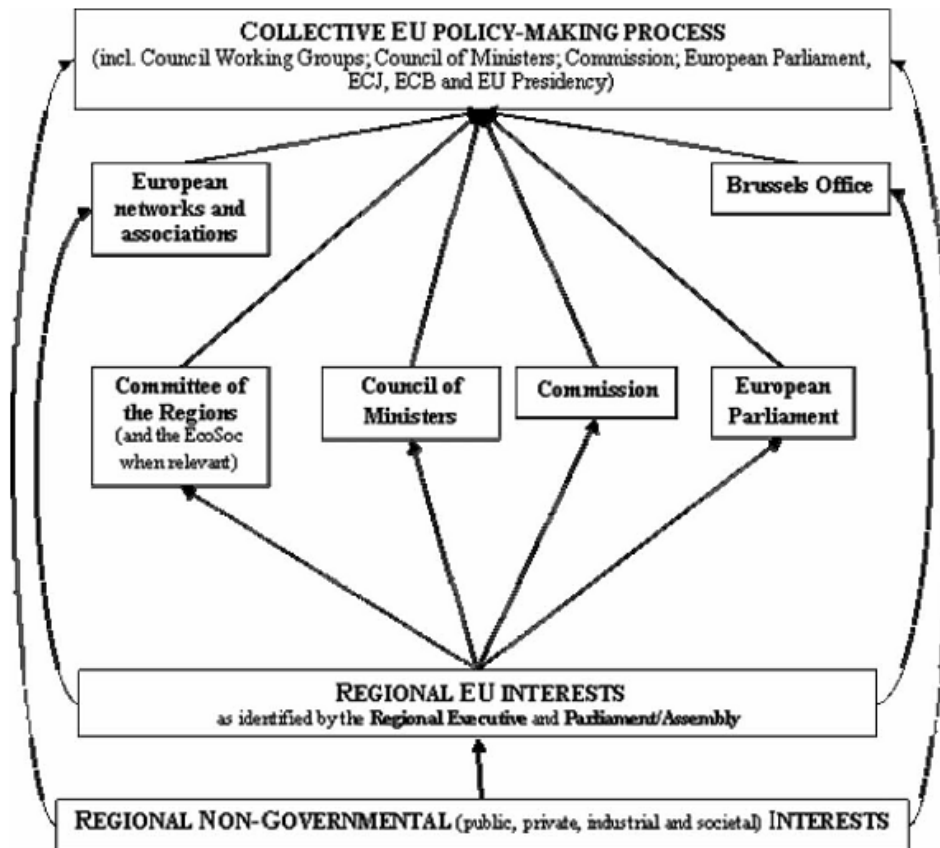 COLLECTIVE EU POLICY-MAKING PROCESS
(incl. Council Working Groups; Council of Ministers; Commission; European Parliament,
ECJ, ECB and EU Presidency)
European
networks and
associations
Brussels Office
Committee of
the Regions
(and the EcoSoc
when relevant)
Council of
Ministers
Commission
European
Parliament
REGIONAL EU INTERESTS
as identified by the Regional Executive and Parliament/Assembly
REGIONAL NON-GOVERNMENTAL (public, private, industrial and societal) INTERESTS